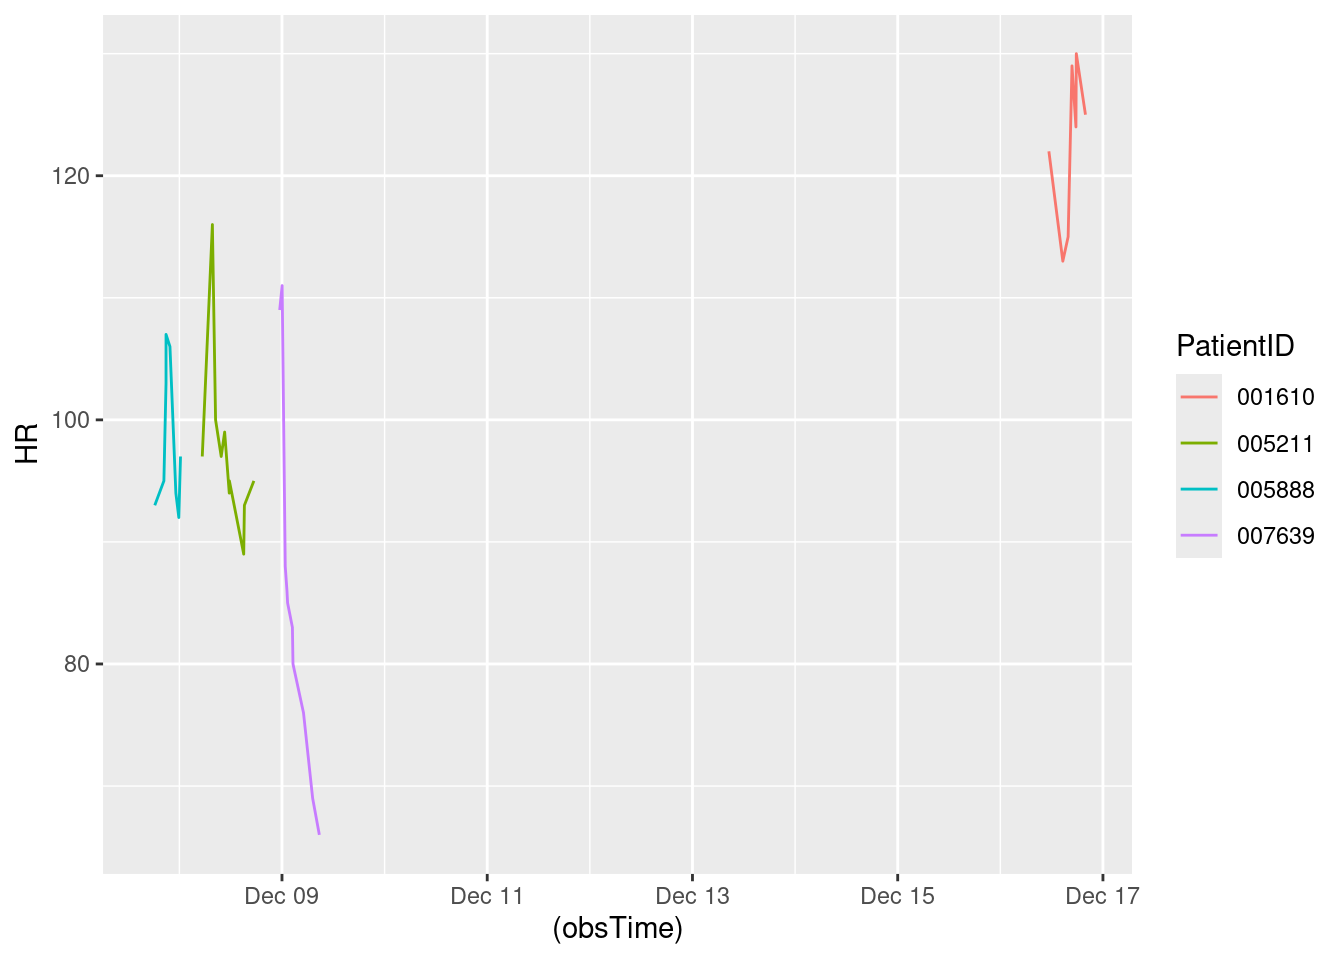 HR
120
100
80
Dec 09
Dec 11
Dec 13
Dec 15
Dec 17
(obsTime)
PatientID
001610
005211
005888
007639